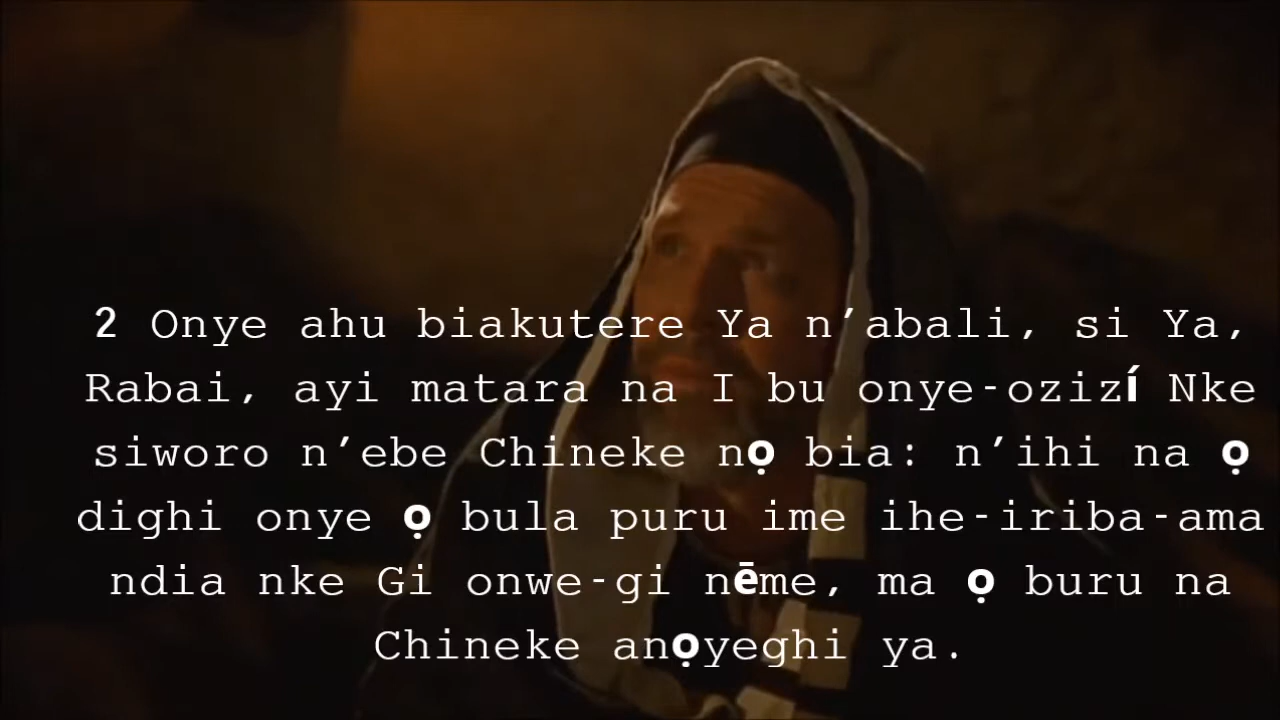 2 Onye ahu biakutere Ya n’abali, si Ya,
Rabai, ayi matara na I bu onye-ozizí Nke
siworo n’ebe Chineke nọ bia: n’ihi na ọ
dighi onye ọ bula puru ime ihe-iriba-ama
ndia nke Gi onwe-gi nēme, ma ọ buru na
Chineke anọyeghi ya.